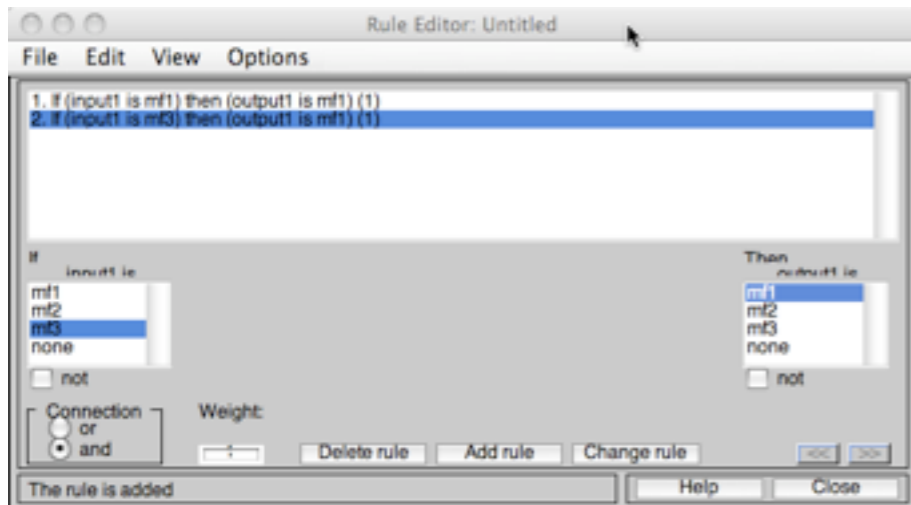 Rule Editor: Untitled
File Edit View Options
1. If (input1 is mf1) then (output1 is mf1) (1)
2. If (input1 is mf3) then (output1 is mf1) (1)
If
input1 is
Then
output1 is
mf1
mf2
mf3
none
mf1
mf2
mf3
none
not
not
Connection
or
and
Weight:
1
Delete rule
Add rule
Change rule
<<
>>
The rule is added
Help
Close